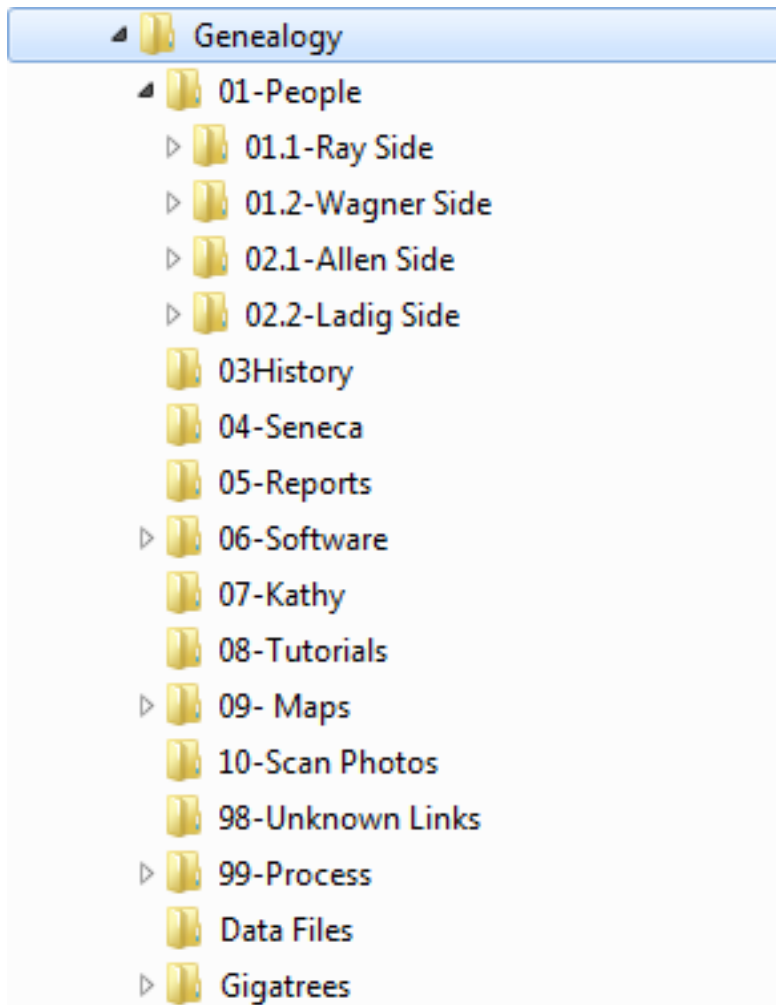 Genealogy
01-People
01.1-Ray Side
01.2-Wagner Side
02.1-Allen Side
02.2-Ladig Side
03History
04-Seneca
05-Reports
06-Software
07-Kathy
08-Tutorials
09- Maps
10-Scan Photos
98-Unknown Links
99-Process
Data Files
Gigatrees